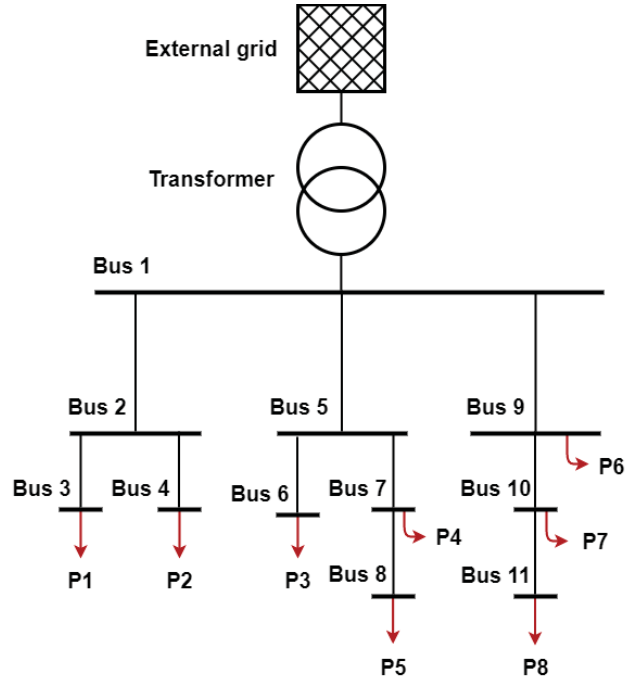 External grid
Transformer
Bus 1
Bus 2
Bus 5
Bus 9
P6
Bus 3
Bus 4
Bus 6
Bus 7
Bus 10
P4
P7
P1
P2
P3
Bus 8
Bus 11
P5
P8